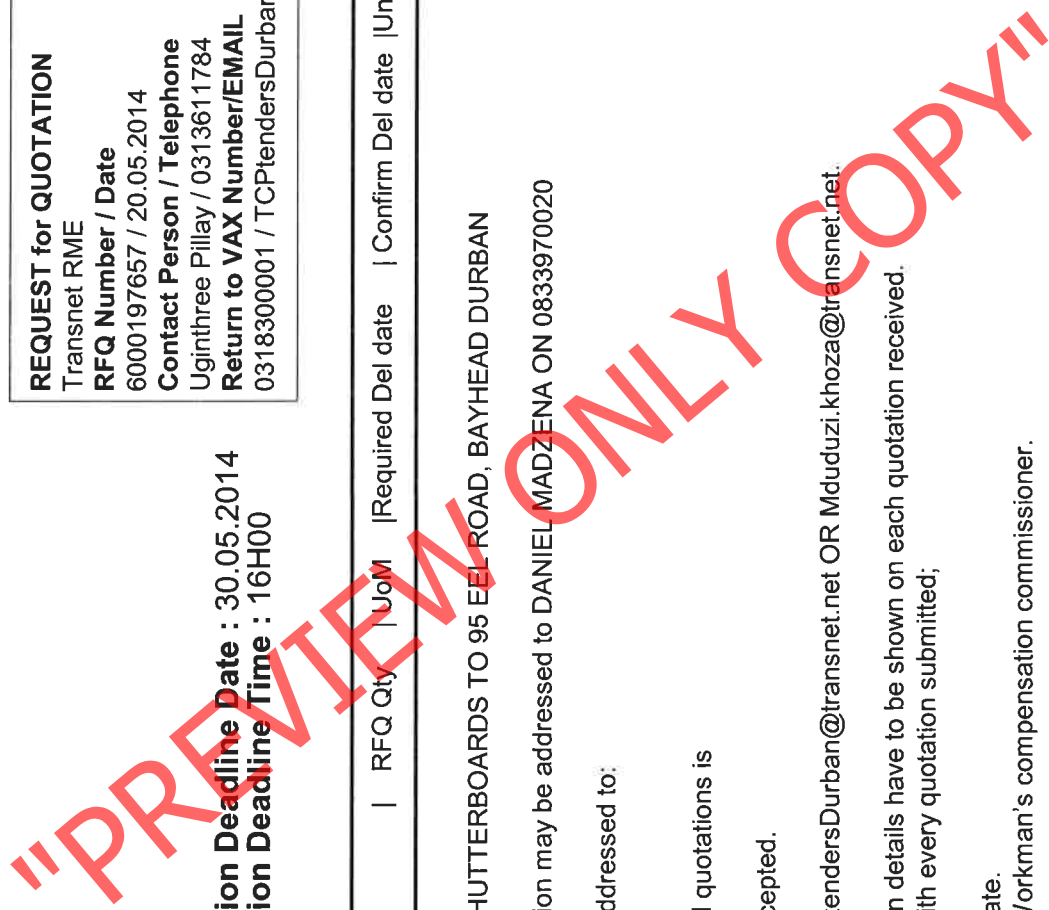 REQUEST for QUOTATION
Transnet RME
RFQ Number / Date
6000197657 / 20.05.2014
Contact Person / Telephone
Uginthree Pillay / 0313611784
Return to VAX Number/EMAIL
0318300001 / TCPtendersDurban
ion Deadline Date : 30.05.2014
ion Deadline Time : 16H00
| RFQ Qty | UoM |Required Del date | Confirm Del date |Un
HUTTERBOARDS TO 95 EEL ROAD, BAYHEAD DURBAN
ion may be addressed to DANIEL MADZENA ON 0833970020
ddressed to:
l quotations is
cepted.
tendersDurban@transnet.net OR Mduduzi.khoza@transnet.net.
n details have to be shown on each quotation received.
ith every quotation submitted;
ate.
Workman's compensation commissioner.
"PREVIEW ONLY COPY"